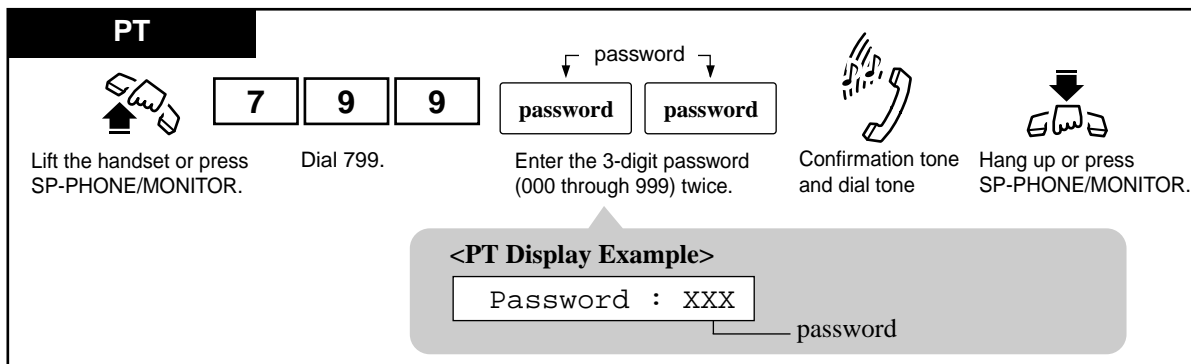 PT
password
7 9 9
password password
Lift the handset or press
SP-PHONE/MONITOR.
Dial 799.
Enter the 3-digit password
(000 through 999) twice.
Confirmation tone
and dial tone
Hang up or press
SP-PHONE/MONITOR.
<PT Display Example>
Password : XXX
password